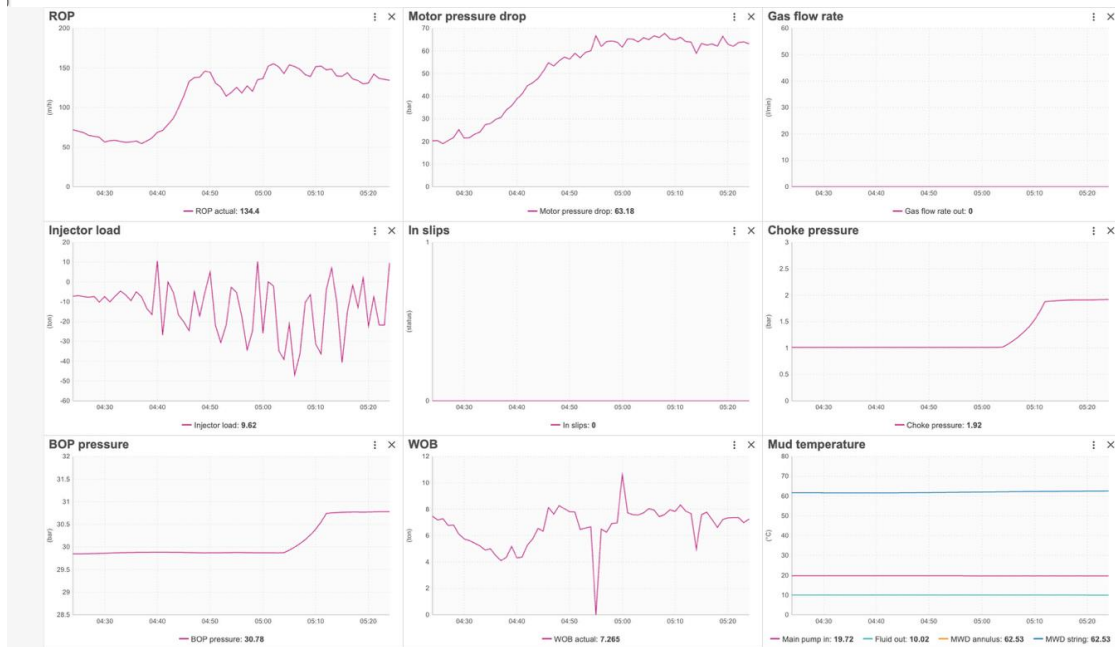 ROP
200
150
100
50
0
(m/h)
04:30 04:40 04:50 05:00 05:10 05:20
ROP actual: 134.4
Motor pressure drop
70
60
50
40
30
20
10
0
(bar)
04:30 04:40 04:50 05:00 05:10 05:20
Motor pressure drop: 63.18
Gas flow rate
60
50
40
30
20
10
0
(l/min)
04:30 04:40 04:50 05:00 05:10 05:20
Gas flow rate out: 0
Injector load
20
10
0
-10
-20
-30
-40
-50
-60
(ton)
04:30 04:40 04:50 05:00 05:10 05:20
Injector load: 9.62
In slips
1
0
(status)
04:30 04:40 04:50 05:00 05:10 05:20
In slips: 0
Choke pressure
3
2.5
2
1.5
1
0.5
0
(bar)
04:30 04:40 04:50 05:00 05:10 05:20
Choke pressure: 1.92
BOP pressure
32
31.5
31
30.5
30
29.5
29
28.5
(bar)
04:30 04:40 04:50 05:00 05:10 05:20
BOP pressure: 30.78
WOB
12
10
8
6
4
2
0
(ton)
04:30 04:40 04:50 05:00 05:10 05:20
WOB actual: 7.265
Mud temperature
80
70
60
50
40
30
20
10
0
(°C)
04:30 04:40 04:50 05:00 05:10 05:20
Main pump in: 19.72 Fluid out: 10.02 MWD annulus: 62.53 MWD string: 62.53